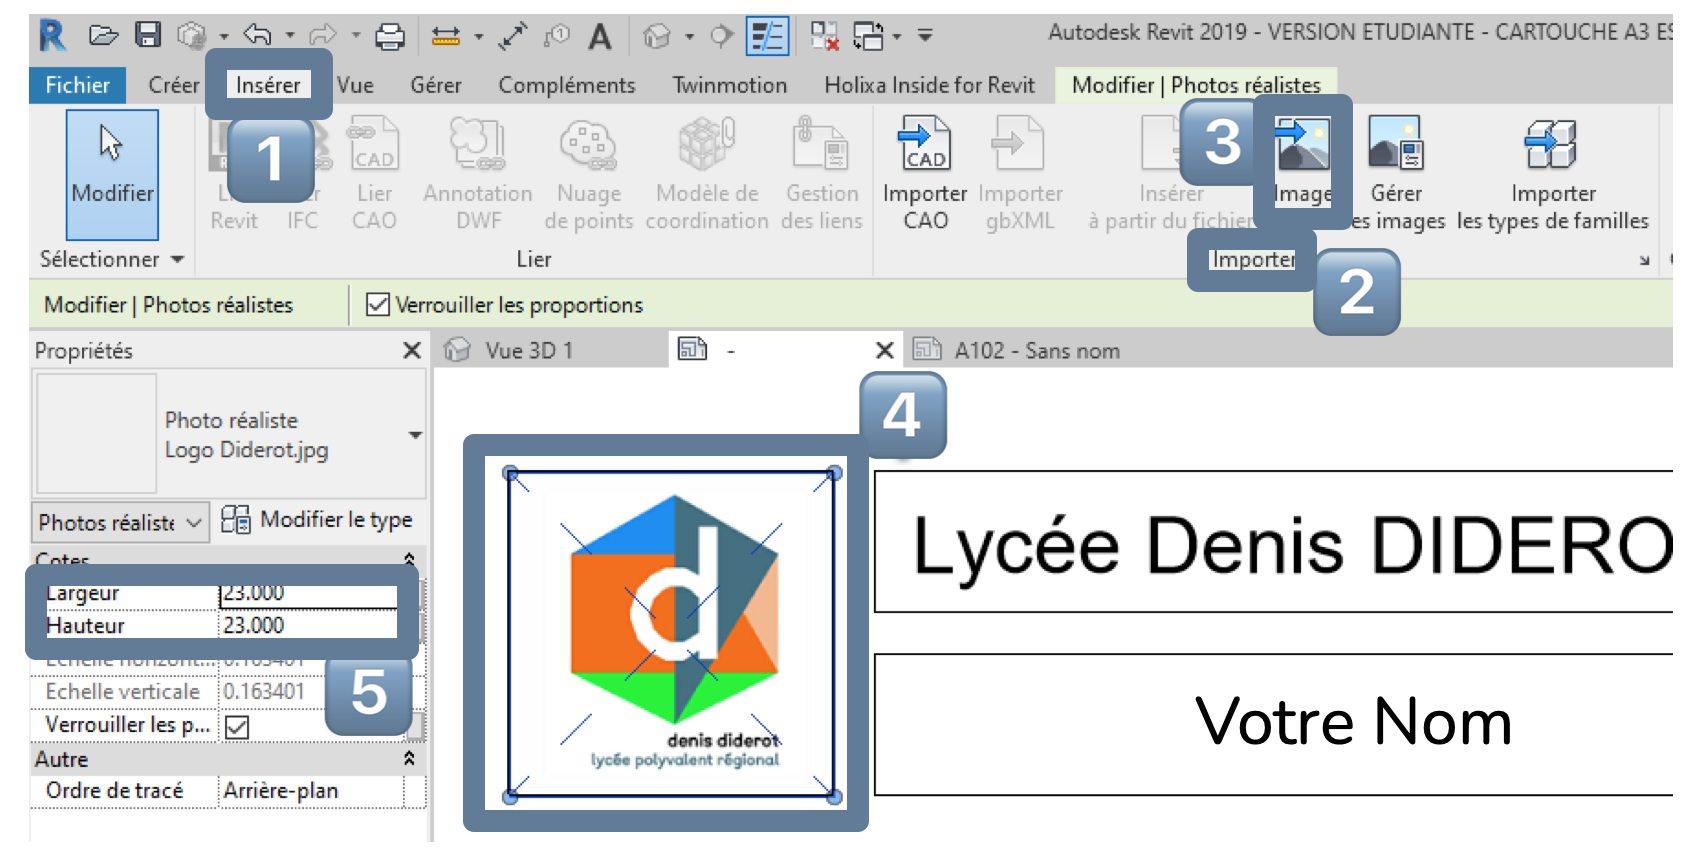 Autodesk Revit 2019 - VERSION ETUDIANTE - CARTOUCHE A3 ES
Fichier Créer Insérer Vue Gérer Compléments Twinmotion Holixa Inside for Revit Modifier | Photos réalistes
1
3
Modifier
Lier CAO
Annotation DWF
Nuage de points
Modèle de coordination
Gestion des liens
Importer CAO
Importer gbXML
Insérer à partir du fichier
Image
Gérer es images
Importer les types de familles
Revit IFC
CAD
CAD
Sélectionner
Lier
Importer
2
Modifier | Photos réalistes Verrouiller les proportions
Propriétés
Vue 3D 1
-
A102 - Sans nom
4
Photo réaliste
Logo Diderot.jpg
Photos réaliste Modifier le type
Cotes
Largeur 23.000
Hauteur 23.000
Echelle horizont... 0.163401
Echelle verticale 0.163401
5
Verrouiller les p...
Autre
Ordre de tracé Arrière-plan
d
denis diderot
lycée polyvalent régional
Lycée Denis DIDERO
Votre Nom